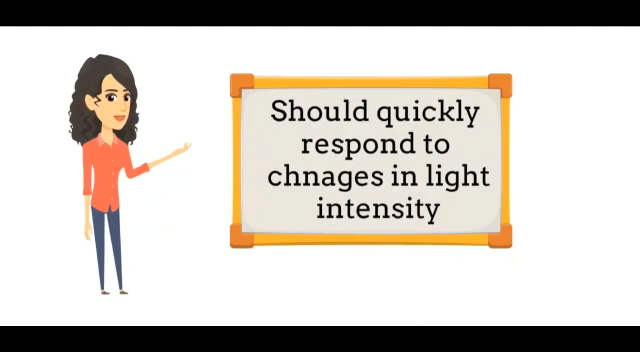 Should quickly
respond to
chnages in light
intensity